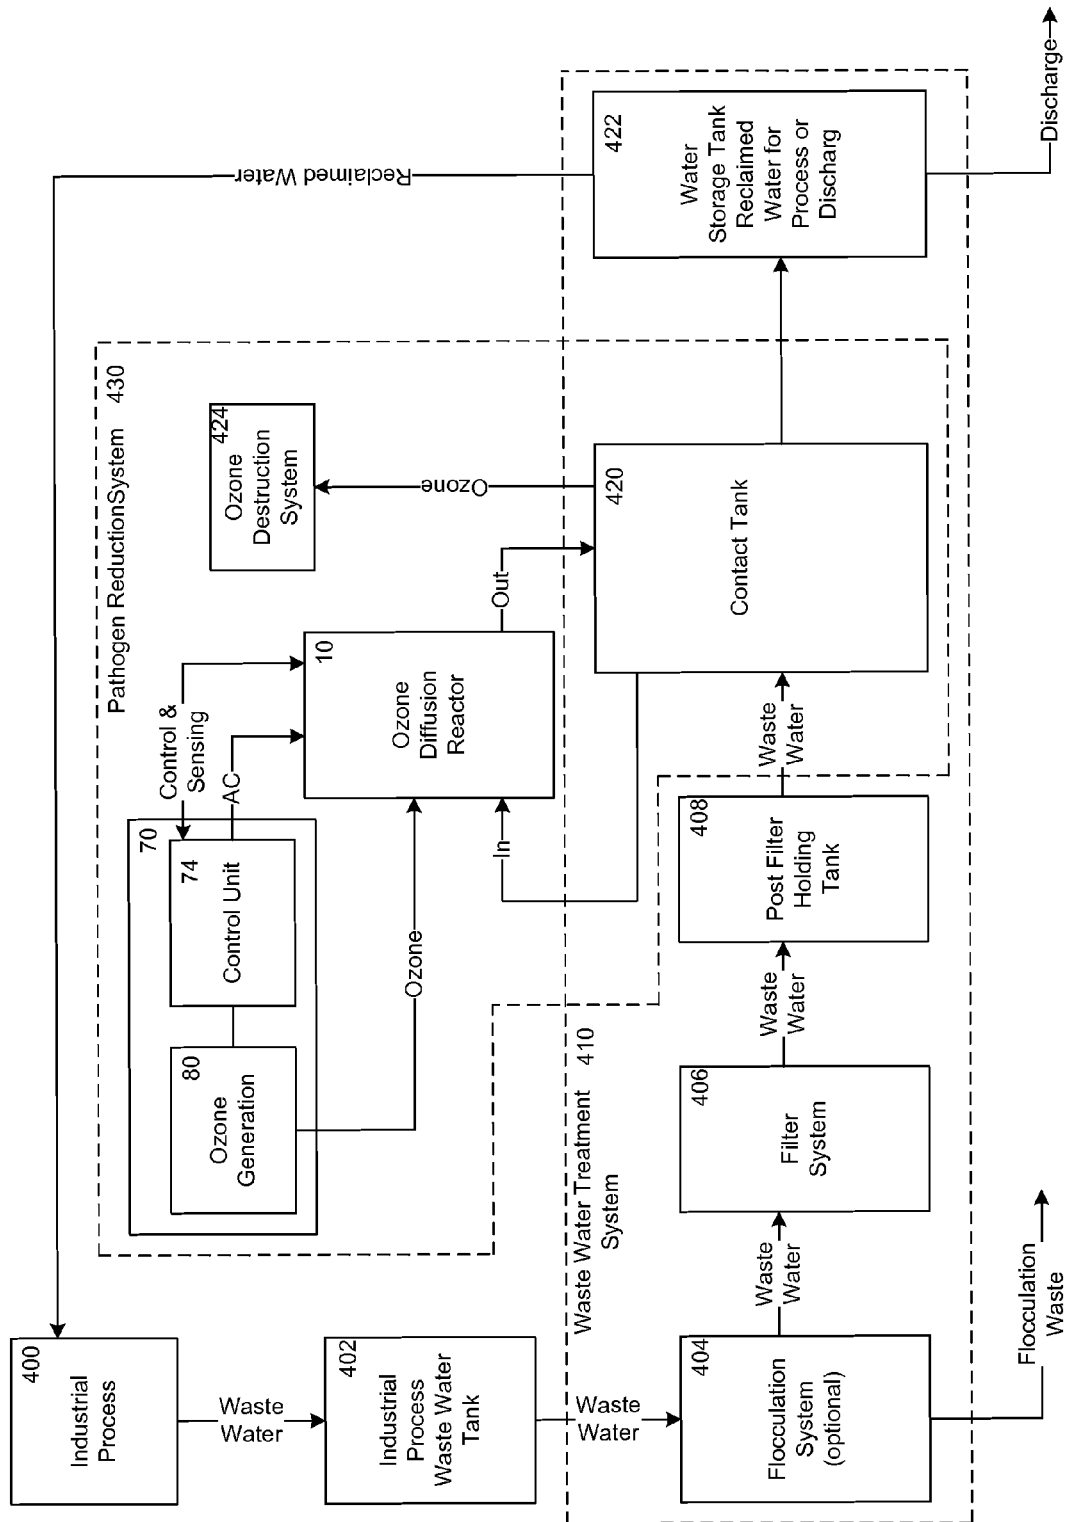 400
Industrial
Process
Waste
Water
402
Industrial
Process
Waste Water
Tank
Waste
Water
Waste Water Treatment 410
System
404
Flocculation
System
(optional)
Flocculation
Waste
Waste
Water
406
Filter
System
Waste
Water
408
Post Filter
Holding
Tank
Waste
Water
Pathogen ReductionSystem 430
70
80
Ozone
Generation
74
Control Unit
Control &
Sensing
AC
Ozone
In
10
Ozone
Diffusion
Reactor
Out
424
Ozone
Destruction
System
Ozone
420
Contact Tank
422
Water
Storage Tank
Reclaimed
Water for
Process or
Discharg
Reclaimed Water
Discharge